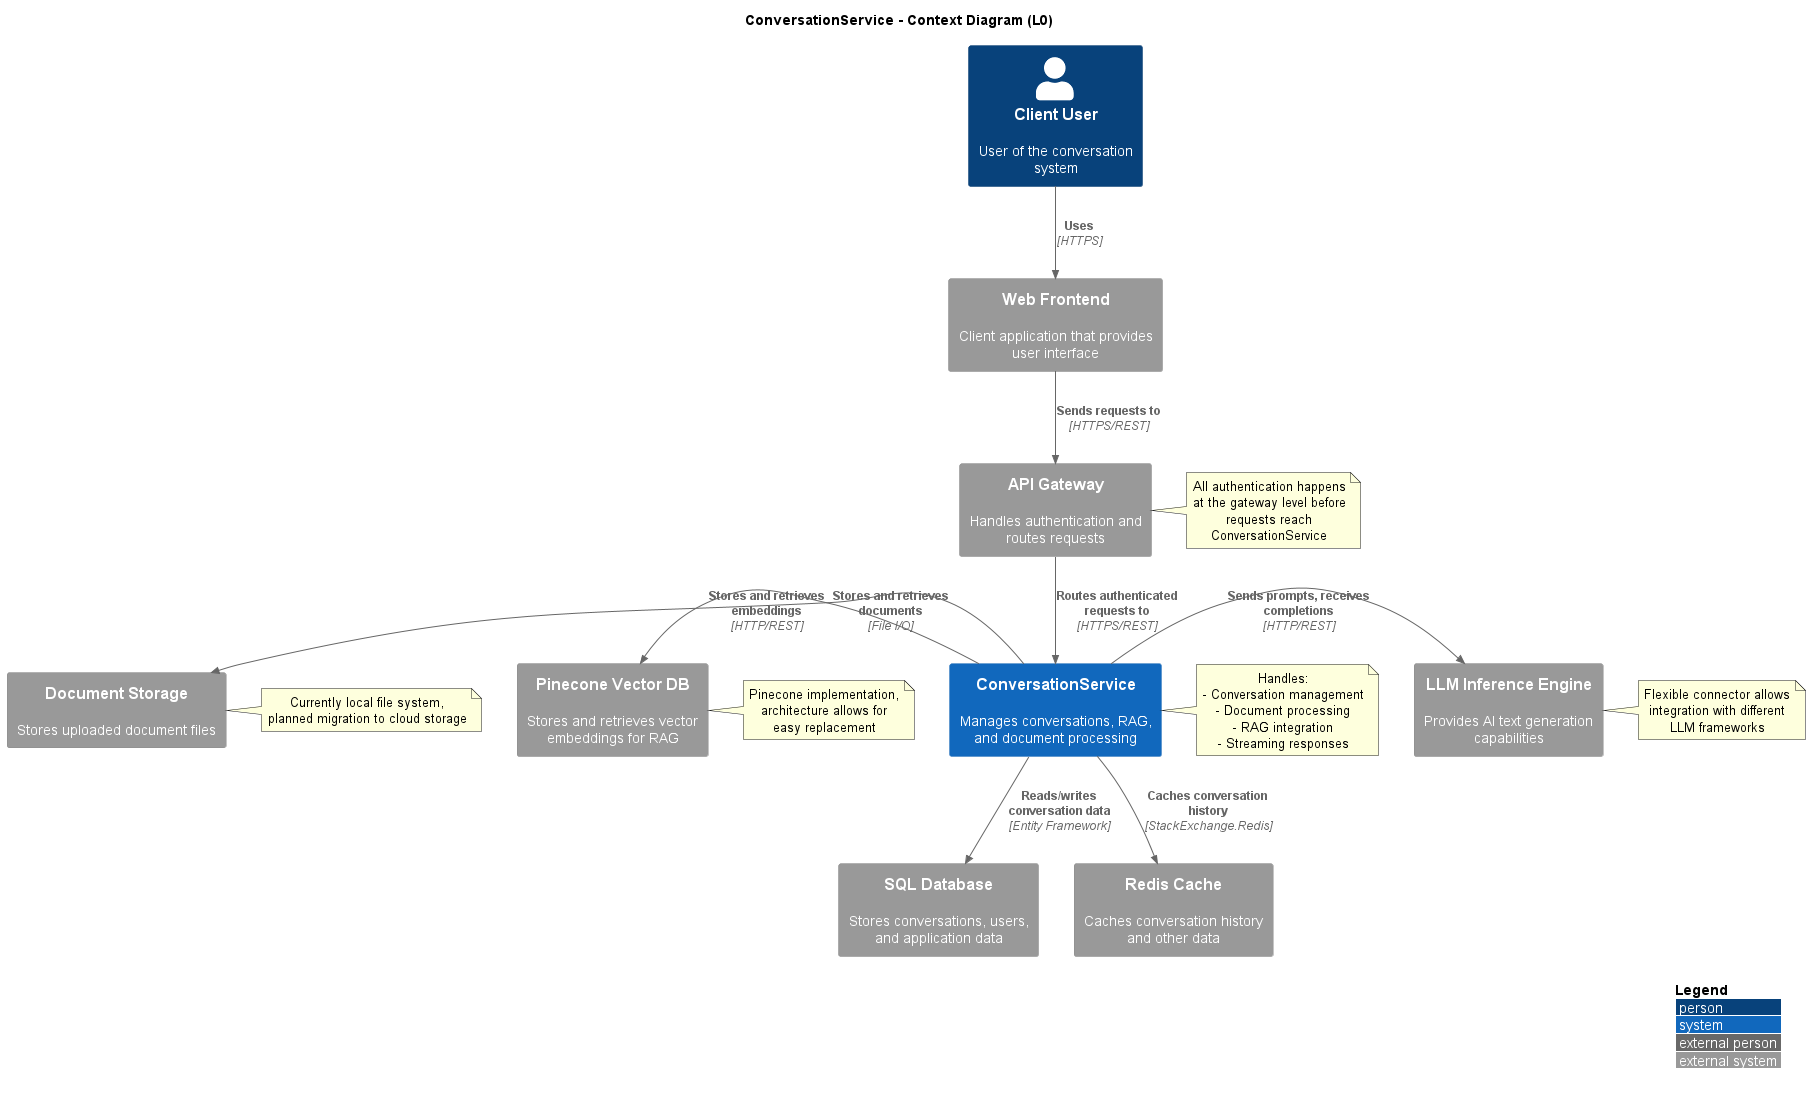 ConversationService - Context Diagram (L0)
Client User
User of the conversation
system
Uses
[HTTPS]
Web Frontend
Client application that provides
user interface
Sends requests to
[HTTPS/REST]
API Gateway
Handles authentication and
routes requests
All authentication happens
at the gateway level before
requests reach
ConversationService
Stores and retrieves
embeddings
[HTTP/REST]
Stores and retrieves
documents
[File I/O]
Routes authenticated
requests to
[HTTPS/REST]
Sends prompts, receives
completions
[HTTP/REST]
Document Storage
Stores uploaded document files
Currently local file system,
planned migration to cloud storage
Pinecone Vector DB
Stores and retrieves vector
embeddings for RAG
Pinecone implementation,
architecture allows for
easy replacement
ConversationService
Manages conversations, RAG,
and document processing
Handles:
- Conversation management
- Document processing
- RAG integration
- Streaming responses
LLM Inference Engine
Provides AI text generation
capabilities
Flexible connector allows
integration with different
LLM frameworks
Reads/writes
conversation data
[Entity Framework]
Caches conversation
history
[StackExchange.Redis]
SQL Database
Stores conversations, users,
and application data
Redis Cache
Caches conversation history
and other data
Legend
person
system
external person
external system